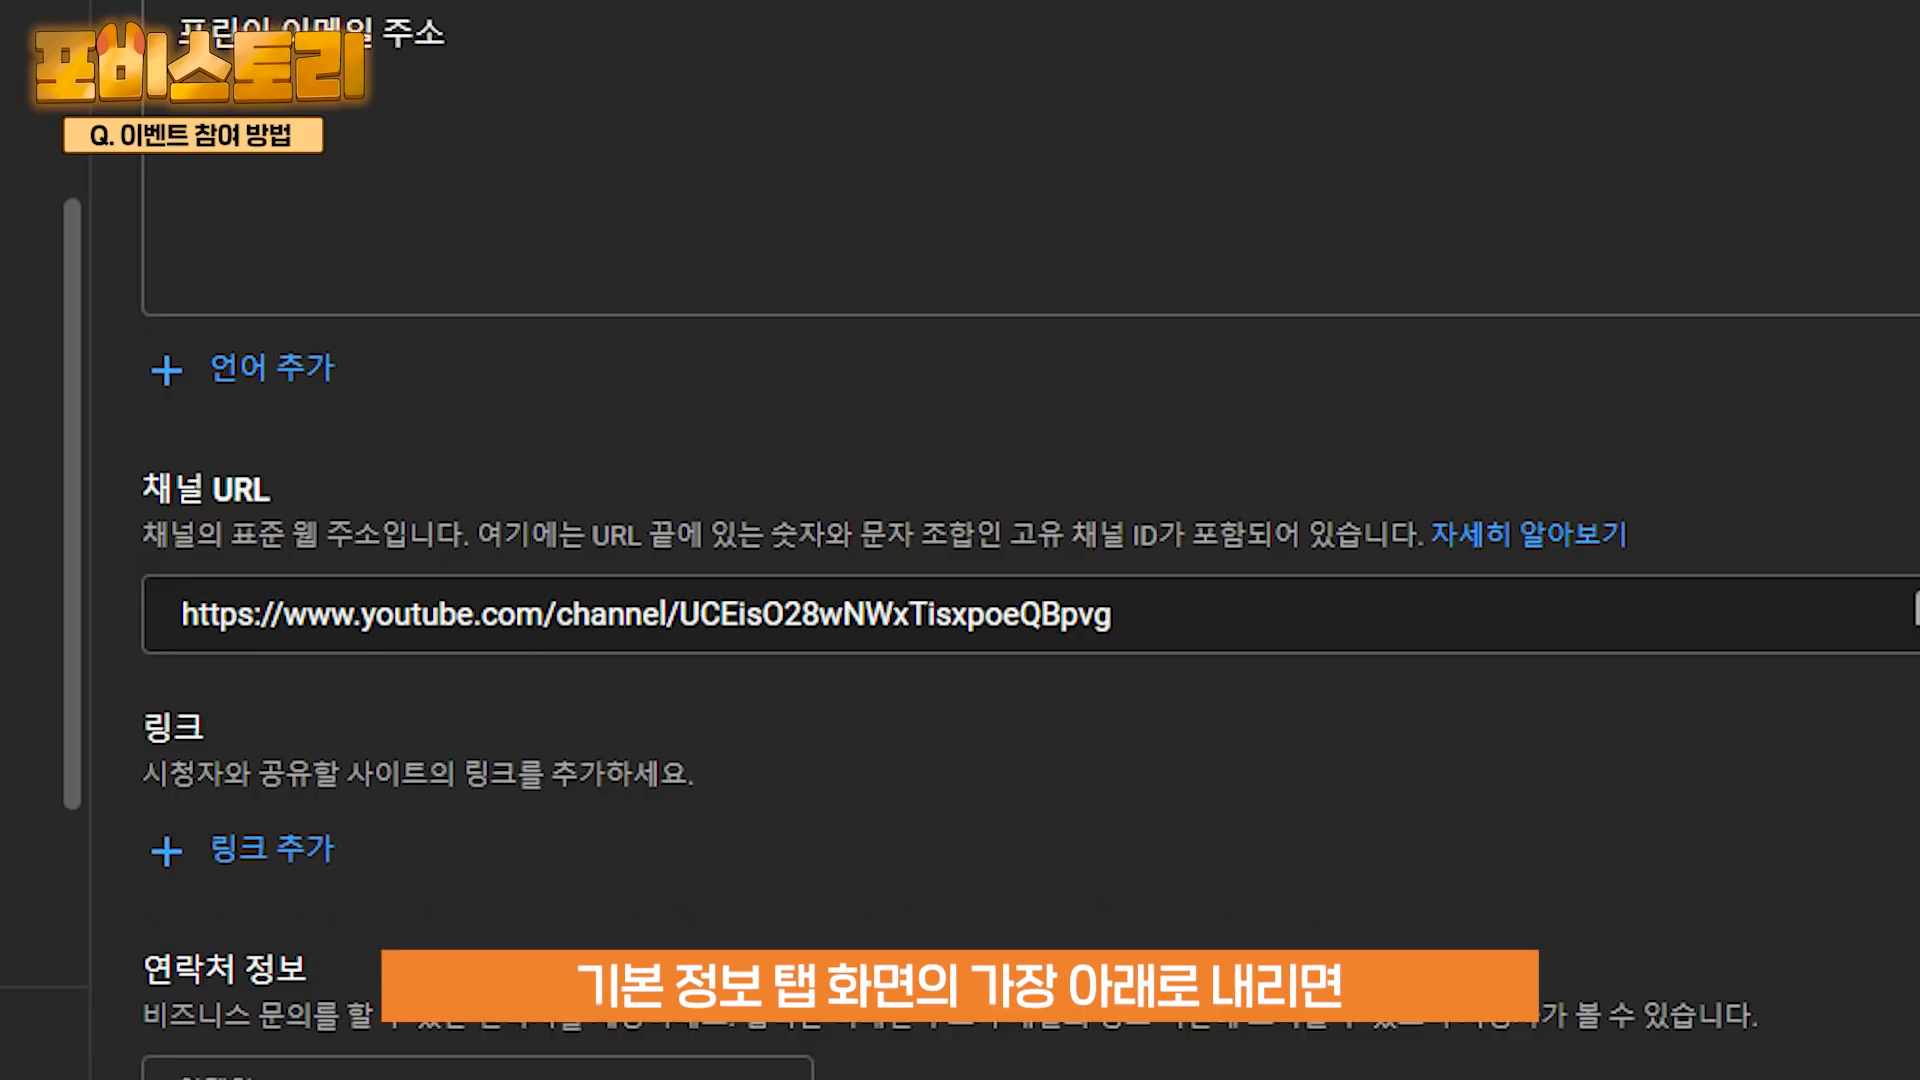 주소
포비스토리
Q. 이벤트 참여 방법
언어 추가
채널 URL
채널의 표준 웹 주소입니다. 여기에는 URL 끝에 있는 숫자와 문자 조합인 고유 채널 ID가 포함되어 있습니다. 자세히 알아보기
https://www.youtube.com/channel/UCEisO28wNWxTisxpoeQBpvg
링크
시청자와 공유할 사이트의 링크를 추가하세요.
링크 추가
연락처 정보
기본 정보 탭 화면의 가장 아래로 내리면
비즈니스 문의를 할 볼 수 있습니다.